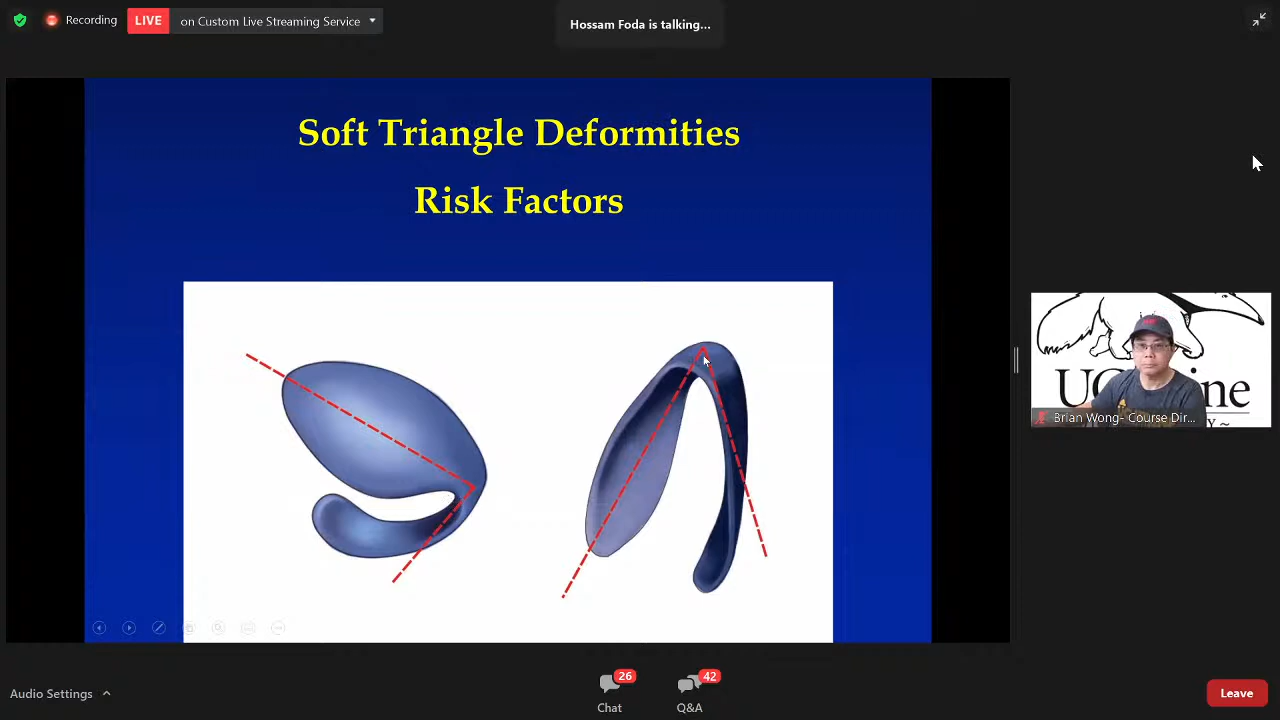 Recording
LIVE
on Custom Live Streaming Service
Hossam Foda is talking...
Soft Triangle Deformities
Risk Factors
Brian Wong- Course Dir...
Audio Settings
26
Chat
42
Q&A
Leave